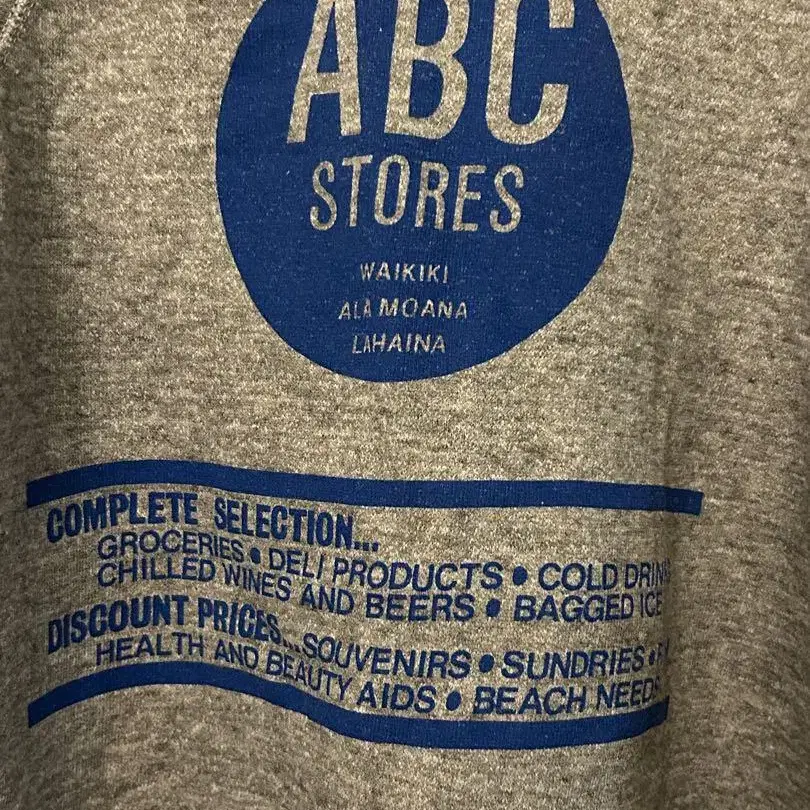 ABC
STORES
WAIKIKI
ALA MOANA
LAHAINA
COMPLETE SELECTION...
GROCERIES • DELI PRODUCTS • COLD
CHILLED WINES AND BEERS • BAGGED ICE
DISCOUNT PRICES...SOUVENIRS • SUNDRIES •
HEALTH AND BEAUTY AIDS • BEACH NEEDS